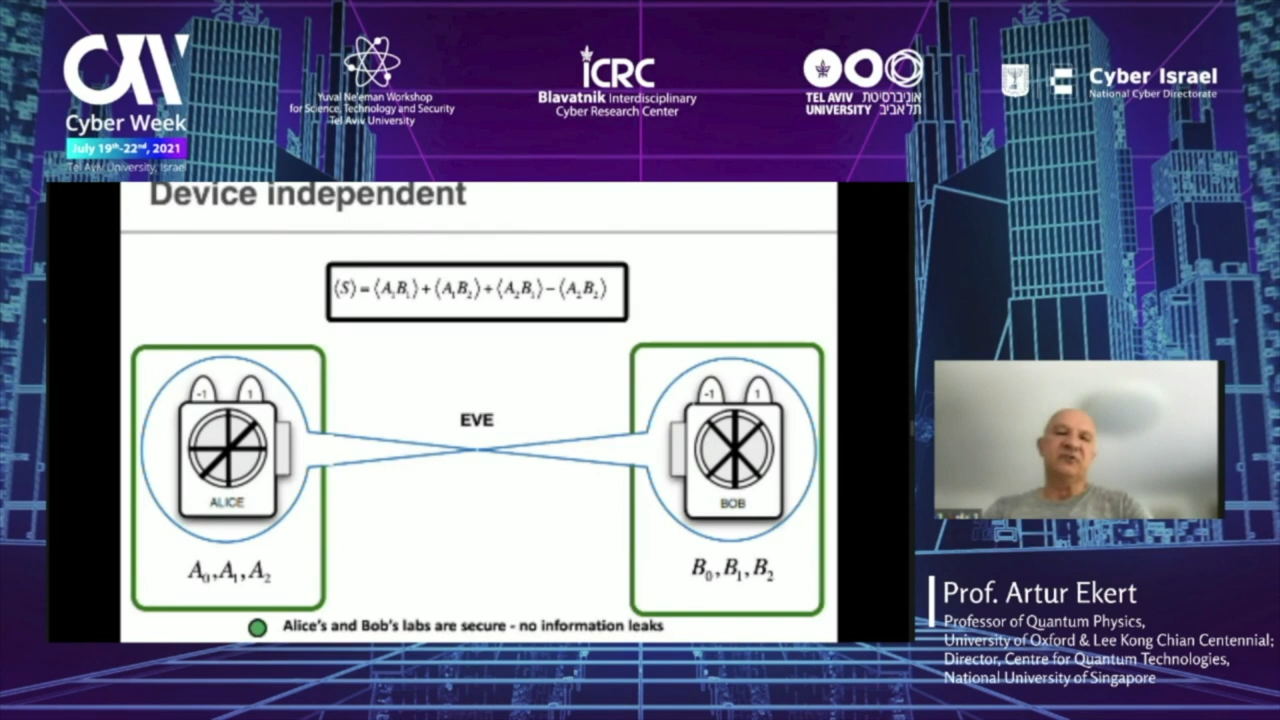 Cyber Week
July 19th-22nd, 2021
Tel Aviv University, Israel
Yuval Ne'eman Workshop
for Science, Technology and Security
Tel Aviv University
iCRC
Blavatnik Interdisciplinary
Cyber Research Center
TEL AVIV אוניברסיטת
UNIVERSITY תל אביב
Cyber Israel
National Cyber Directorate
Device independent
⟨S⟩ = ⟨A₁B₁⟩ + ⟨A₁B₂⟩ + ⟨A₂B₁⟩ − ⟨A₂B₂⟩
-1 1
-1 1
EVE
ALICE
BOB
A₀, A₁, A₂
B₀, B₁, B₂
Alice's and Bob's labs are secure - no information leaks
Prof. Artur Ekert
Professor of Quantum Physics,
University of Oxford & Lee Kong Chian Centennial;
Director, Centre for Quantum Technologies,
National University of Singapore